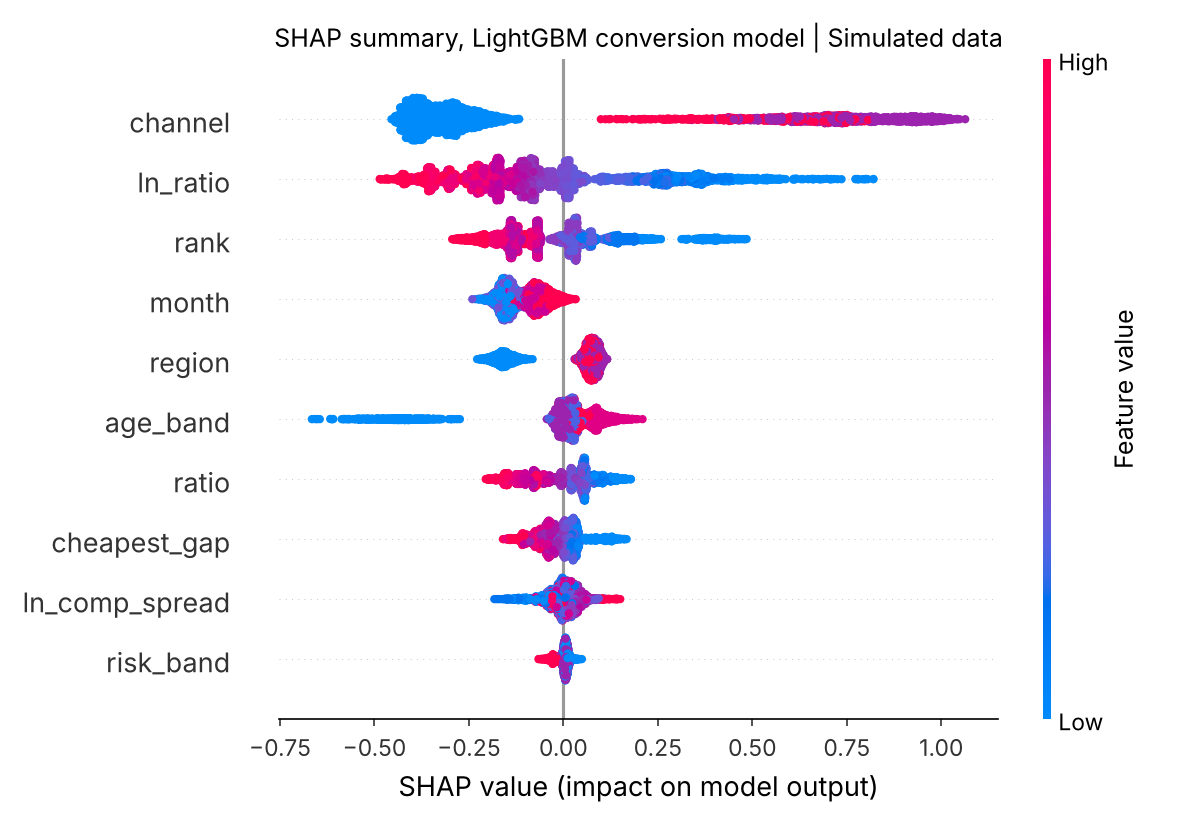 SHAP summary, LightGBM conversion model | Simulated data
High
channel
ln_ratio
rank
month
region
age_band
ratio
cheapest_gap
ln_comp_spread
risk_band
Feature value
Low
−0.75 −0.50 −0.25 0.00 0.25 0.50 0.75 1.00
SHAP value (impact on model output)